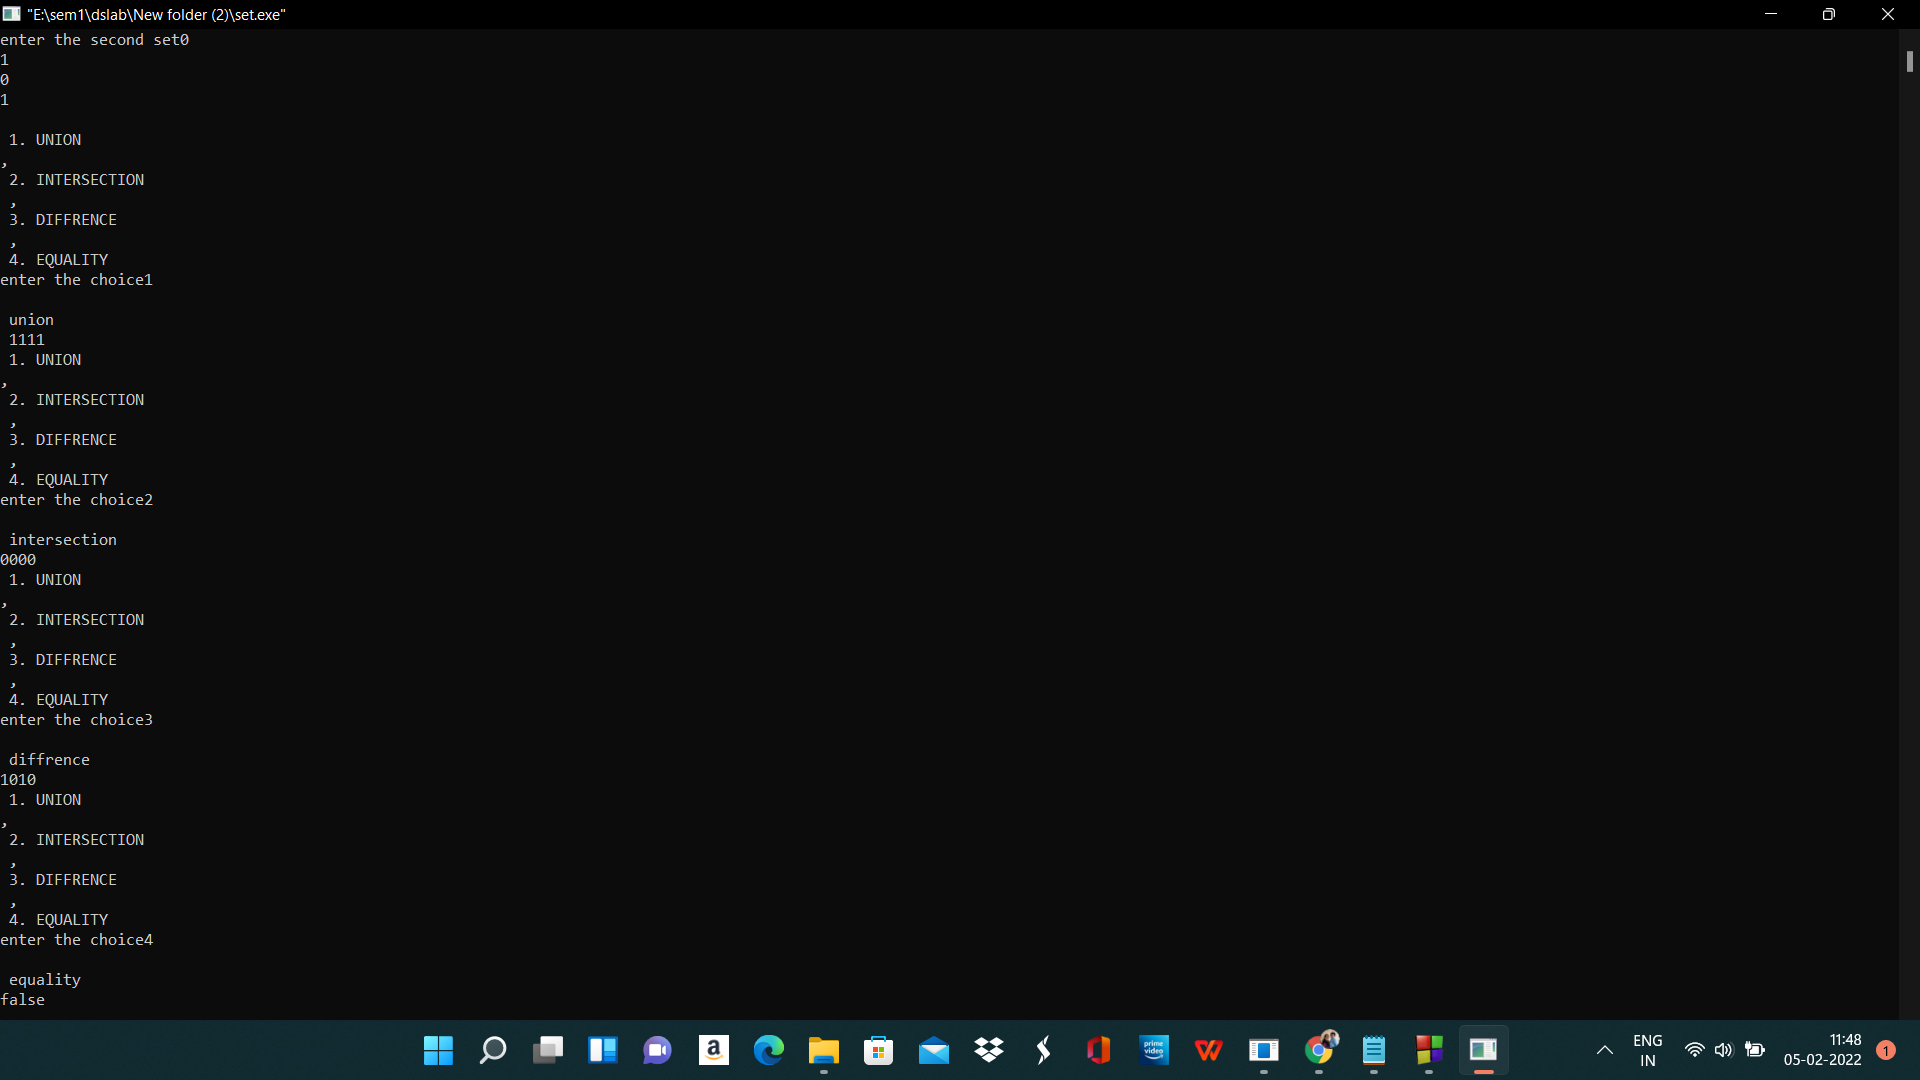 "E:\sem1\dslab\New folder (2)\set.exe"
enter the second set0
1
0
1
1. UNION
,
2. INTERSECTION
,
3. DIFFRENCE
,
4. EQUALITY
enter the choice1
union
1111
1. UNION
,
2. INTERSECTION
,
3. DIFFRENCE
,
4. EQUALITY
enter the choice2
intersection
0000
1. UNION
,
2. INTERSECTION
,
3. DIFFRENCE
,
4. EQUALITY
enter the choice3
diffrence
1010
1. UNION
,
2. INTERSECTION
,
3. DIFFRENCE
,
4. EQUALITY
enter the choice4
equality
false
a
prime
video
ENG
IN
11:48
05-02-2022
1